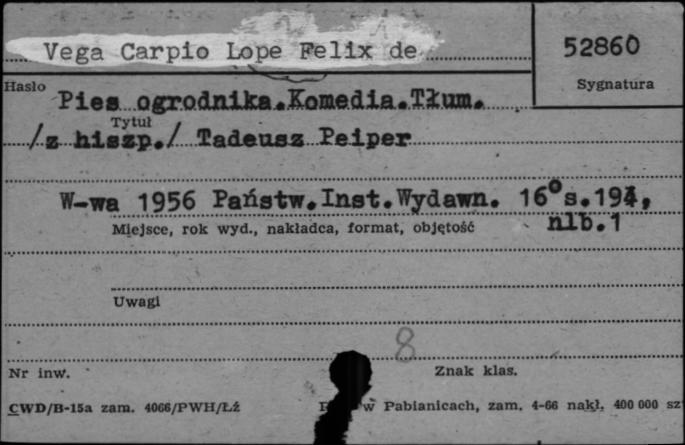 Vega Carpio Lope Felix de
52860
Hasło
Sygnatura
Pies ogrodnika.Komedia.Tłum.
Tytuł
/z hiszp./ Tadeusz Peiper
W-wa 1956 Państw.Inst.Wydawn. 16° s.194,
Miejsce, rok wyd., nakładca, format, objętość
nlb.1
Uwagi
8
Nr inw.
Znak klas.
CWD/B-15a zam. 4066/PWH/Łź
w Pabianicach, zam. 4-66 nakł. 400 000 sz